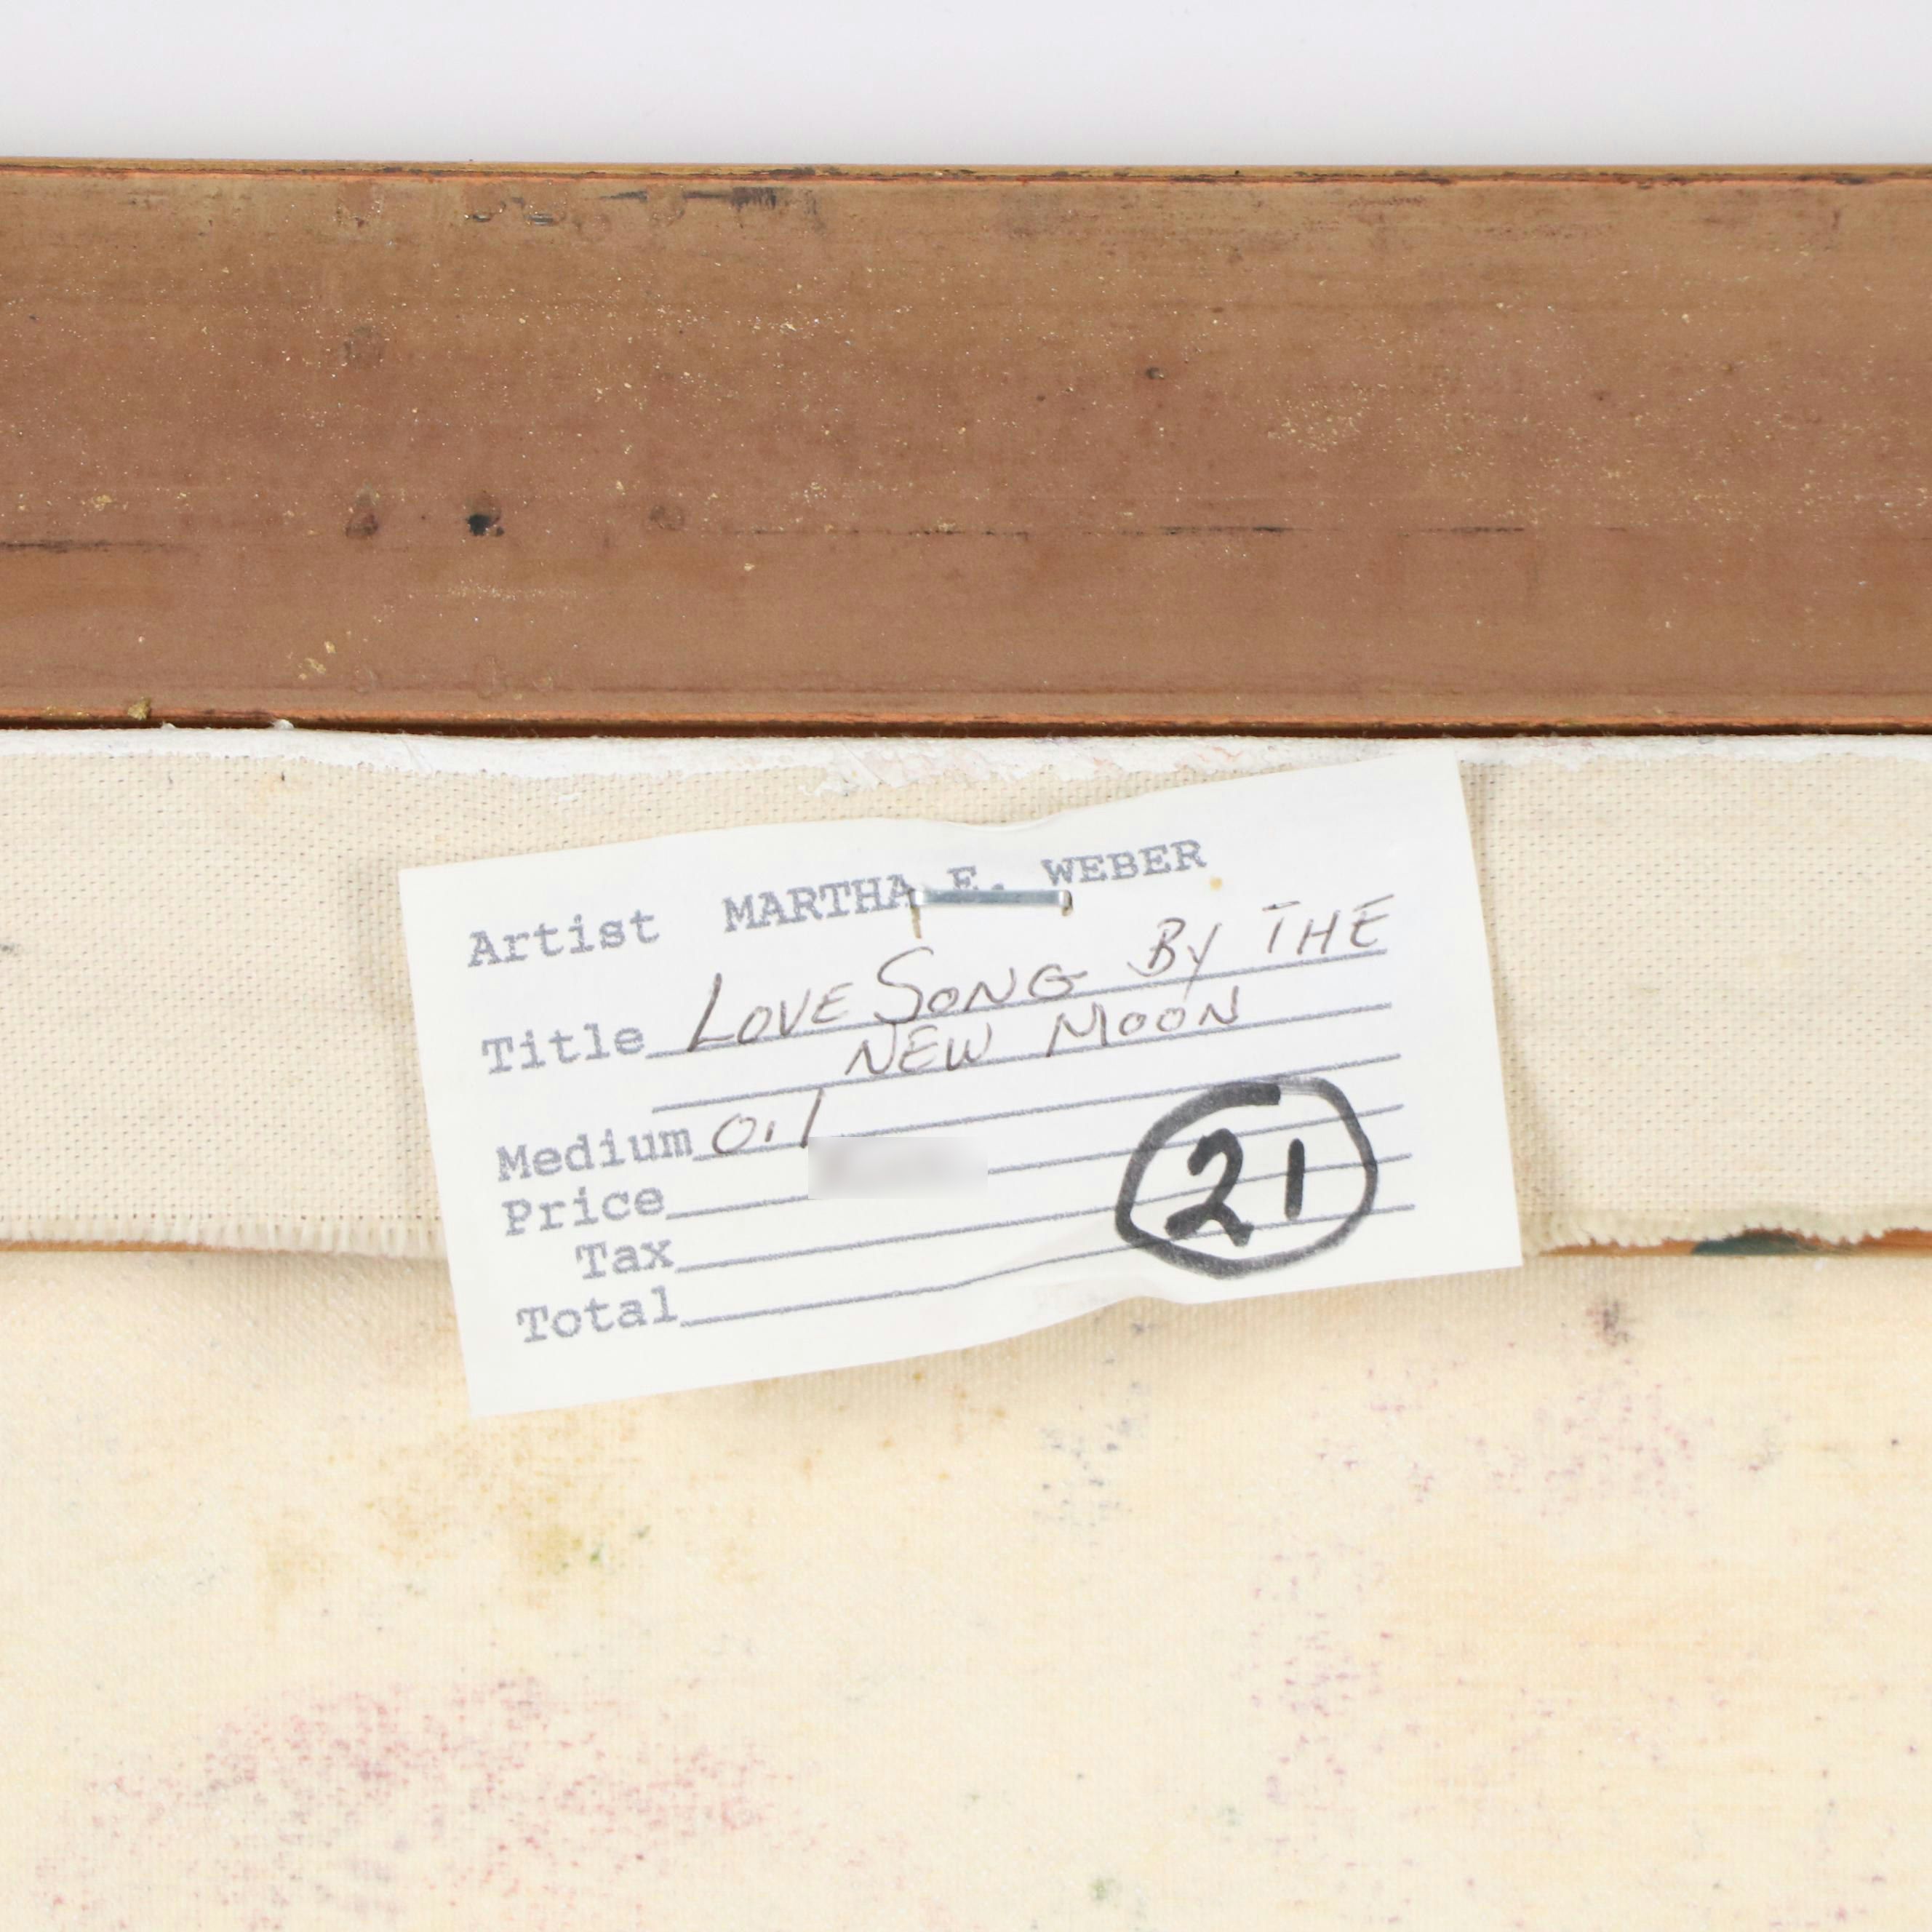 Artist MARTHA E. WEBER
Title LOVE SONG BY THE
NEW MOON
Medium Oil
Price
Tax
Total
21